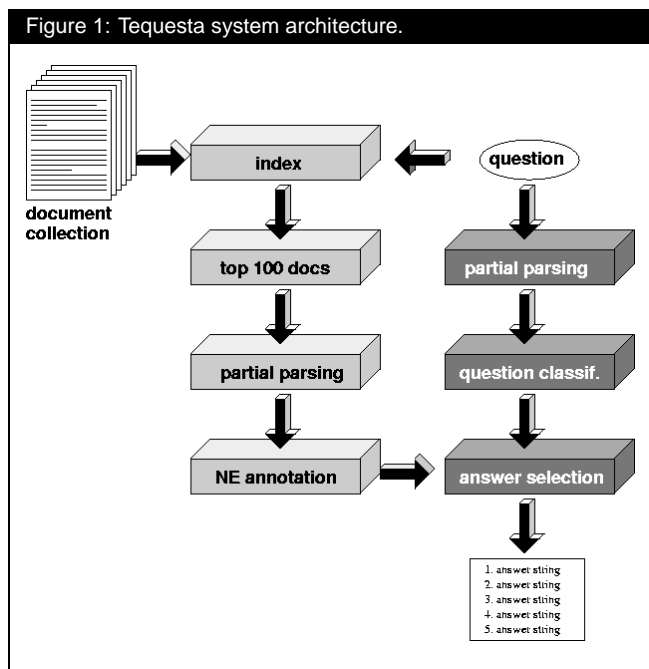 Figure 1: Tequesta system architecture.
index
question
document
collection
top 100 docs
partial parsing
partial parsing
question classif.
NE annotation
answer selection
1. answer string
2. answer string
3. answer string
4. answer string
5. answer string